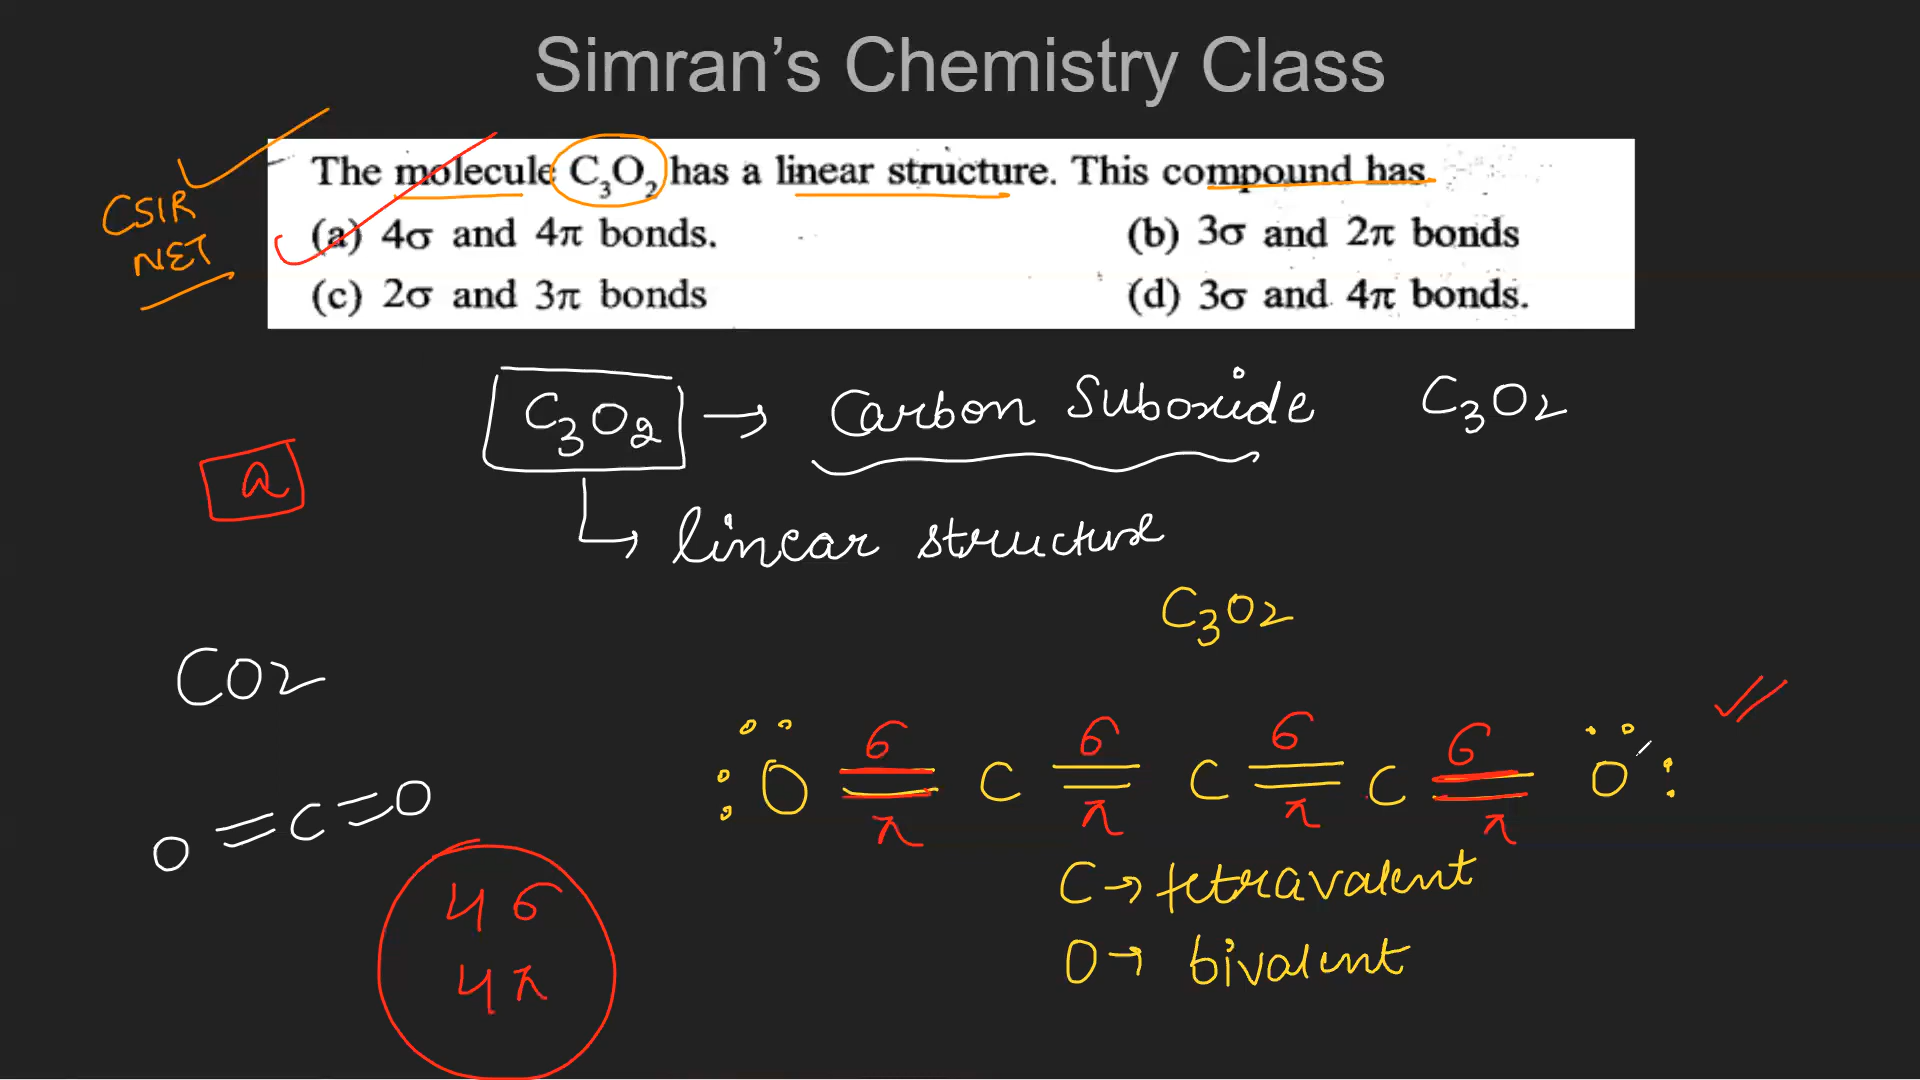 Simran's Chemistry Class
The molecule C₃O₂ has a linear structure. This compound has
(a) 4σ and 4π bonds.
(b) 3σ and 2π bonds
(c) 2σ and 3π bonds
(d) 3σ and 4π bonds.
CSIR
NET
C₃O₂ → Carbon Suboxide C₃O₂
a
↳ linear structure
C₃O₂
CO2
σ σ σ σ
:O = C = C = C = O:
π π π π
O = C = O
C → tetravalent
O → bivalent
4σ
4π